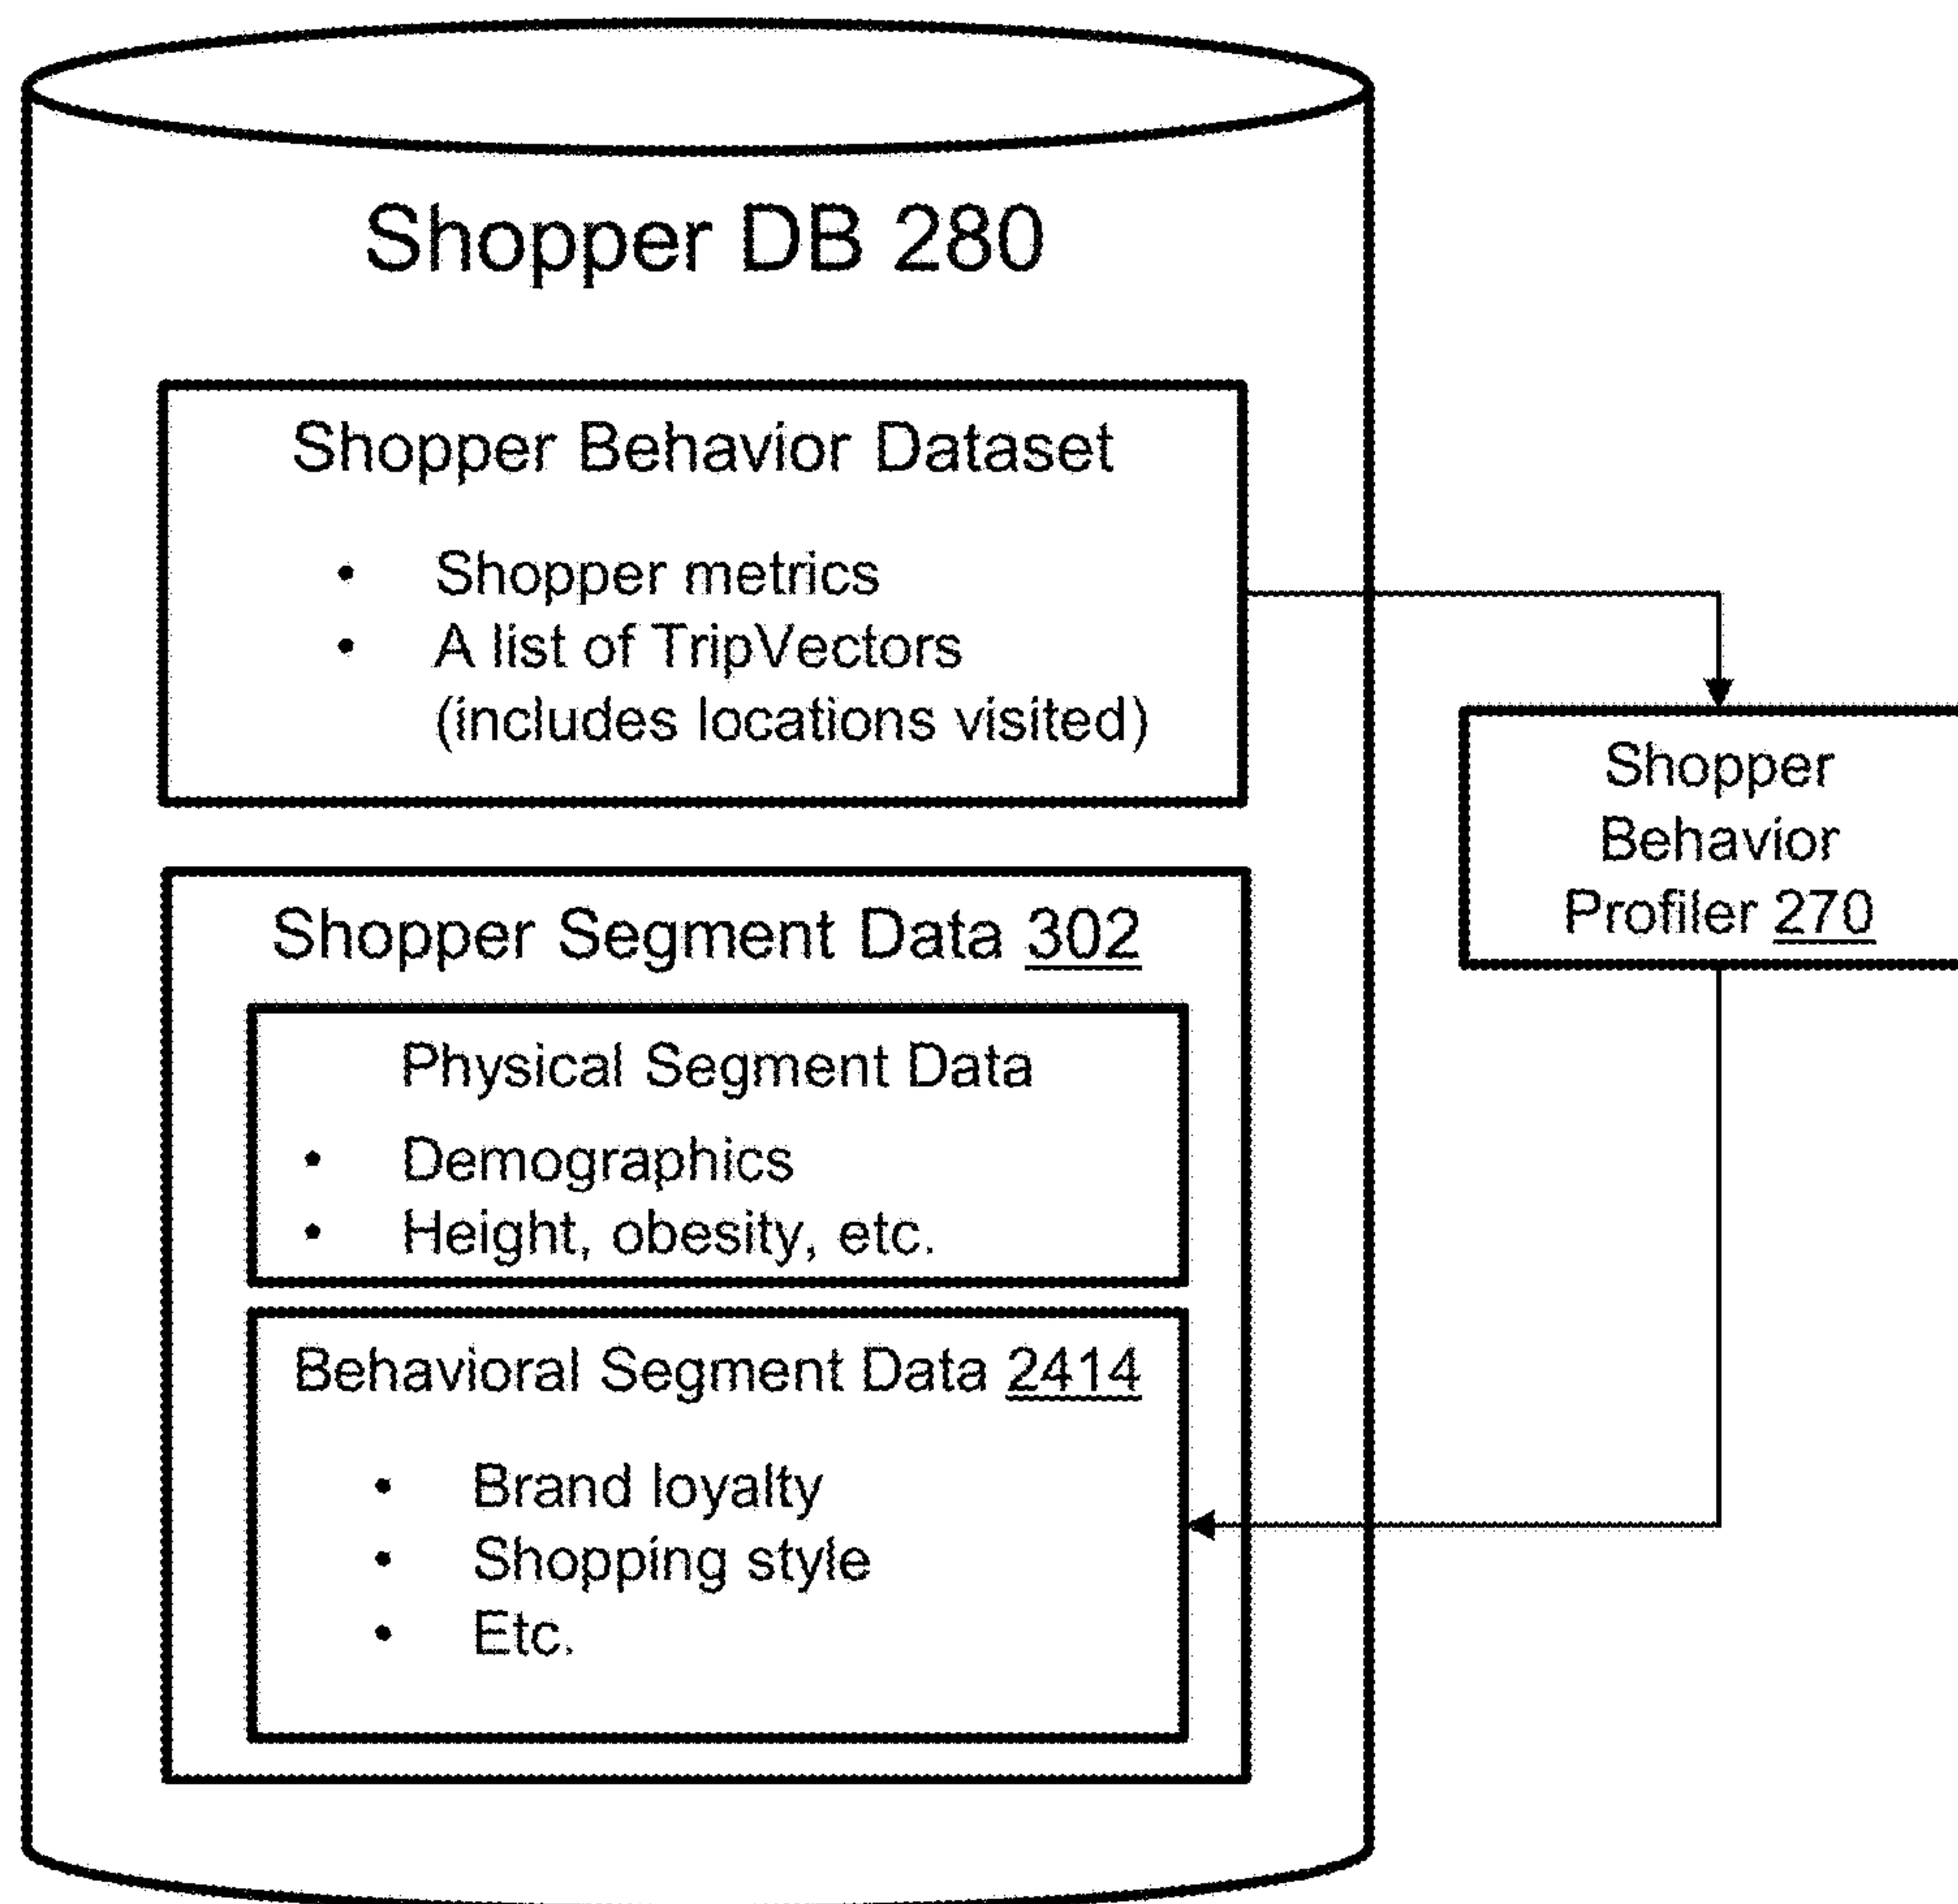 Shopper DB 280
Shopper Behavior Dataset
• Shopper metrics
• A list of TripVectors
(includes locations visited)
Shopper
Behavior
Profiler 270
Shopper Segment Data 302
Physical Segment Data
• Demographics
• Height, obesity, etc.
Behavioral Segment Data 2414
• Brand loyalty
• Shopping style
• Etc.